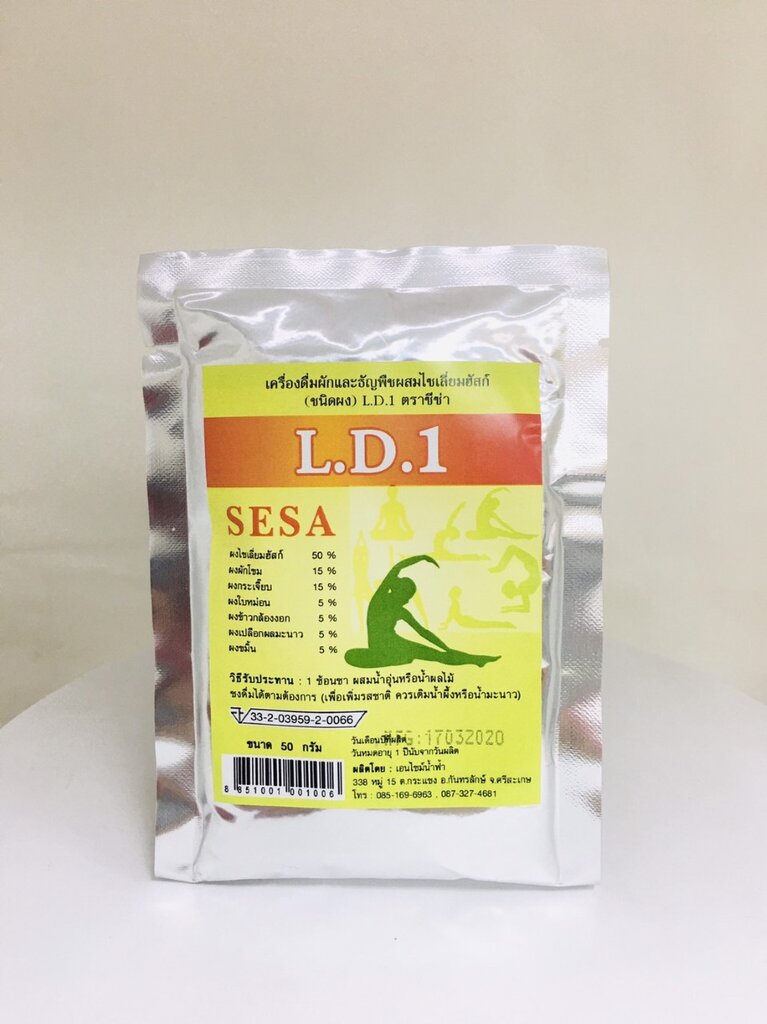 เครื่องดื่มผักและธัญพืชผสมไซเลี่ยมฮัสก์
(ชนิดผง) L.D.1 ตราซีซ่า
L.D.1
SESA
ผงไซเลี่ยมฮัสก์ 50 %
ผงผักโขม 15 %
ผงกระเจี๊ยบ 15 %
ผงใบหม่อน 5 %
ผงข้าวกล้องงอก 5 %
ผงเปลือกผลมะนาว 5 %
ผงขมิ้น 5 %
วิธีรับประทาน : 1 ช้อนชา ผสมน้ำอุ่นหรือน้ำผลไม้
ชงดื่มได้ตามต้องการ (เพื่อเพิ่มรสชาติ ควรเติมน้ำผึ้งหรือน้ำมะนาว)
33-2-03959-2-0066
ขนาด 50 กรัม
8 851001 001006
วันเดือนปีที่ผลิต MFG:17032020
วันหมดอายุ 1 ปีนับจากวันผลิต
ผลิตโดย : เอนไซม์น้ำฟ้า
338 หมู่ 15 ต.กระแชง อ.กันทรลักษ์ จ.ศรีสะเกษ
โทร : 085-169-6963 , 087-327-4681